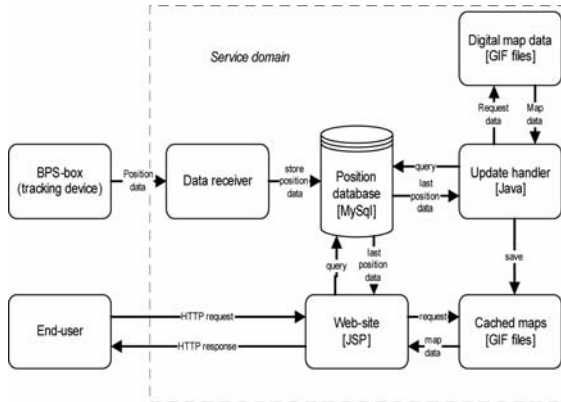 Service domain
Digital map data
[GIF files]
Request
data
Map
data
BPS-box
(tracking device)
Position
data
Data receiver
store
position
data
Position
database
[MySql]
query
last
position
data
Update handler
[Java]
query
last
position
data
save
End-user
HTTP request
HTTP response
Web-site
[JSP]
request
map
data
Cached maps
[GIF files]